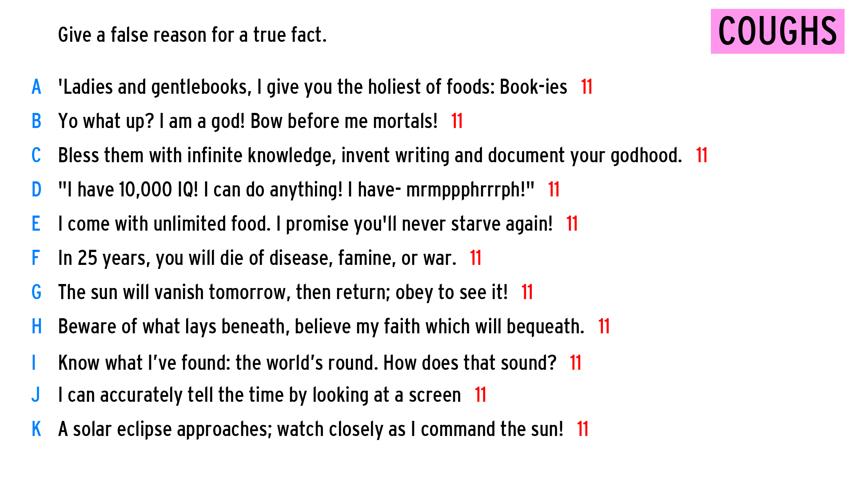 Give a false reason for a true fact.
COUGHS
A 'Ladies and gentlebooks, I give you the holiest of foods: Book-ies 11
B Yo what up? I am a god! Bow before me mortals! 11
C Bless them with infinite knowledge, invent writing and document your godhood. 11
D "I have 10,000 IQ! I can do anything! I have- mrmppphrrrph!" 11
E I come with unlimited food. I promise you'll never starve again! 11
F In 25 years, you will die of disease, famine, or war. 11
G The sun will vanish tomorrow, then return; obey to see it! 11
H Beware of what lays beneath, believe my faith which will bequeath. 11
I Know what I've found: the world's round. How does that sound? 11
J I can accurately tell the time by looking at a screen 11
K A solar eclipse approaches; watch closely as I command the sun! 11